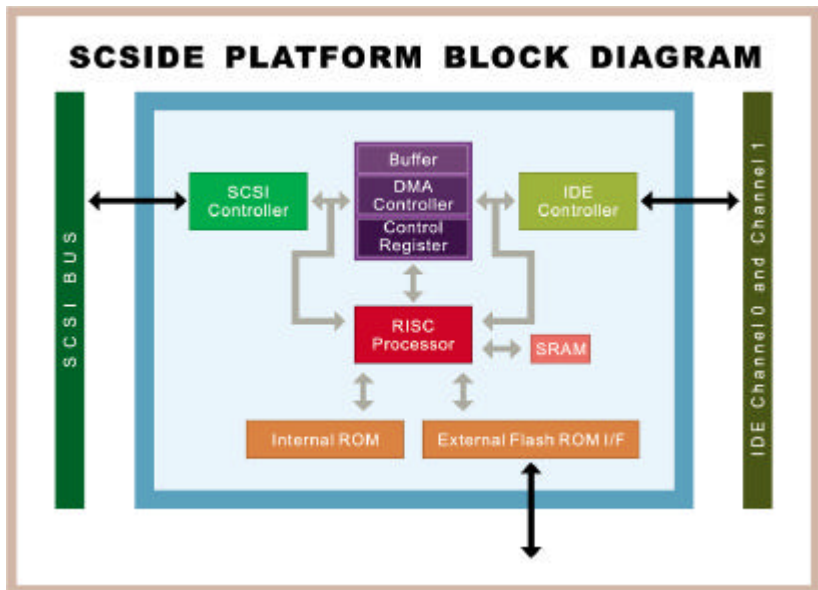 SCSIDE PLATFORM BLOCK DIAGRAM
SCSI BUS
SCSI
Controller
Buffer
DMA
Controller
Control
Register
IDE
Controller
IDE Channel 0 and Channel 1
RISC
Processor
SRAM
Internal ROM
External Flash ROM I/F